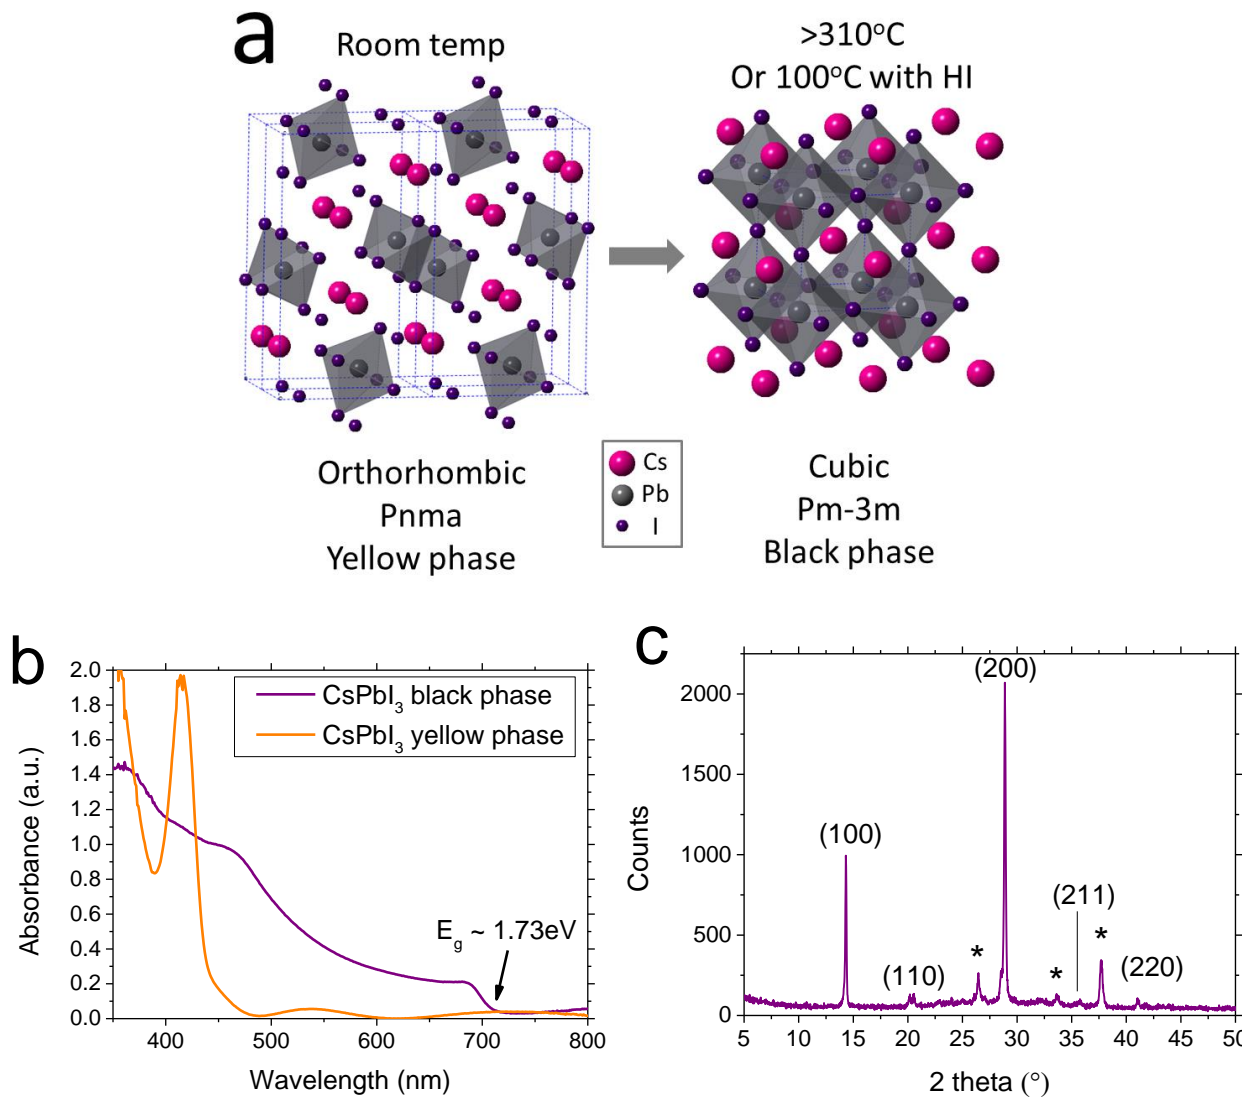 a
Room temp
>310°C
Or 100°C with HI
Orthorhombic
Pnma
Yellow phase
Cs
Pb
I
Cubic
Pm-3m
Black phase
b
2.0
1.8
1.6
1.4
1.2
1.0
0.8
0.6
0.4
0.2
0.0
Absorbance (a.u.)
CsPbI₃ black phase
CsPbI₃ yellow phase
E_g ~ 1.73eV
400
500
600
700
800
Wavelength (nm)
c
2000
1500
1000
500
0
Counts
(100)
(110)
*
(200)
*
(211)
*
(220)
5
10
15
20
25
30
35
40
45
50
2 theta (°)